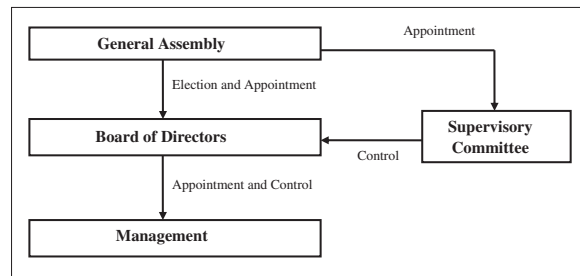 General Assembly
Appointment
Election and Appointment
Board of Directors
Supervisory
Committee
Control
Appointment and Control
Management